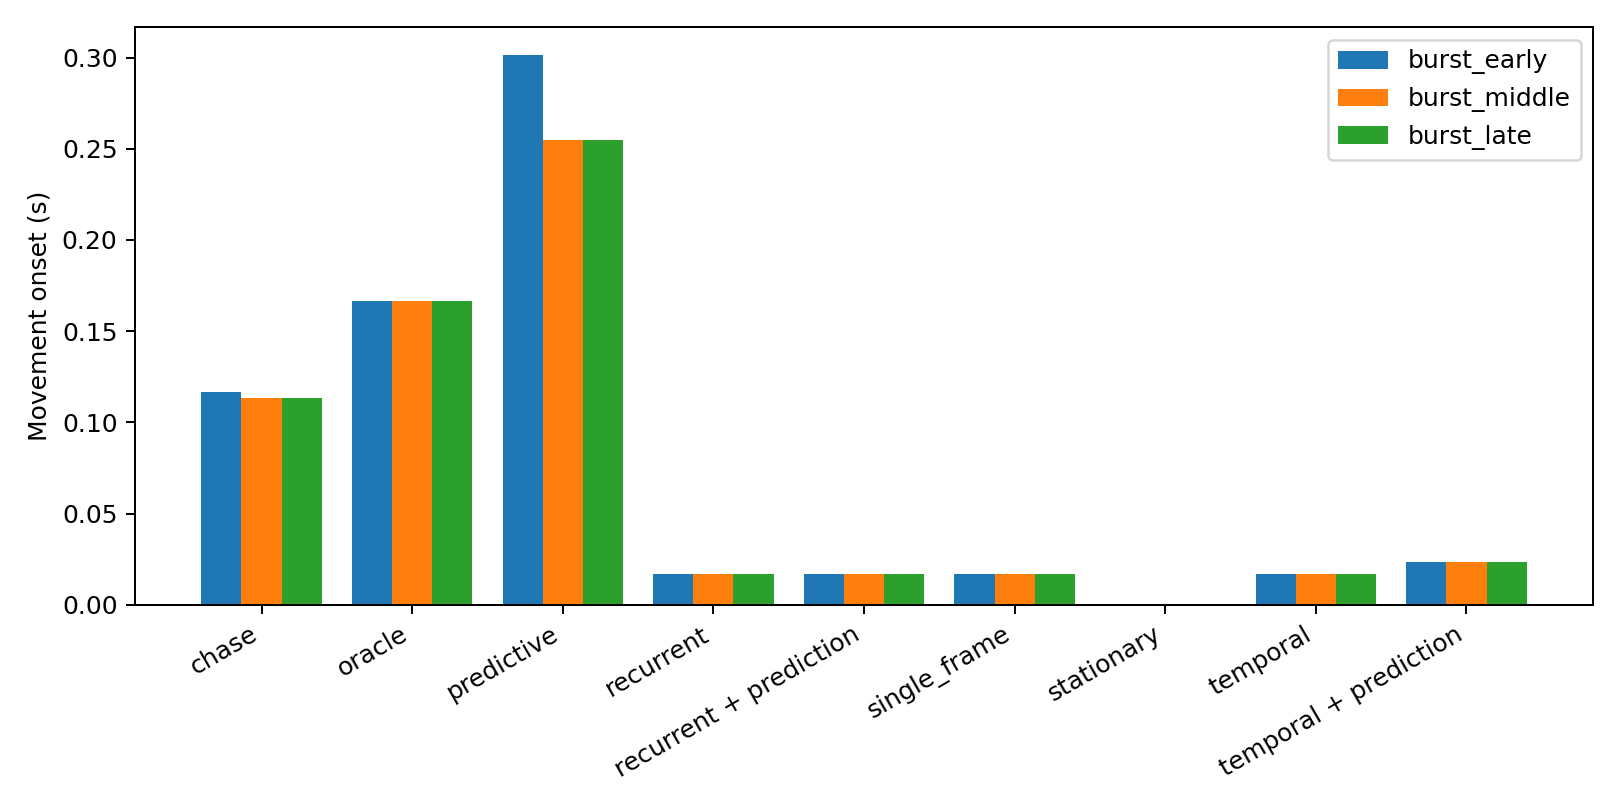 Movement onset (s)
0.30
0.25
0.20
0.15
0.10
0.05
0.00
burst_early
burst_middle
burst_late
chase
oracle
predictive
recurrent
recurrent + prediction
single_frame
stationary
temporal
temporal + prediction